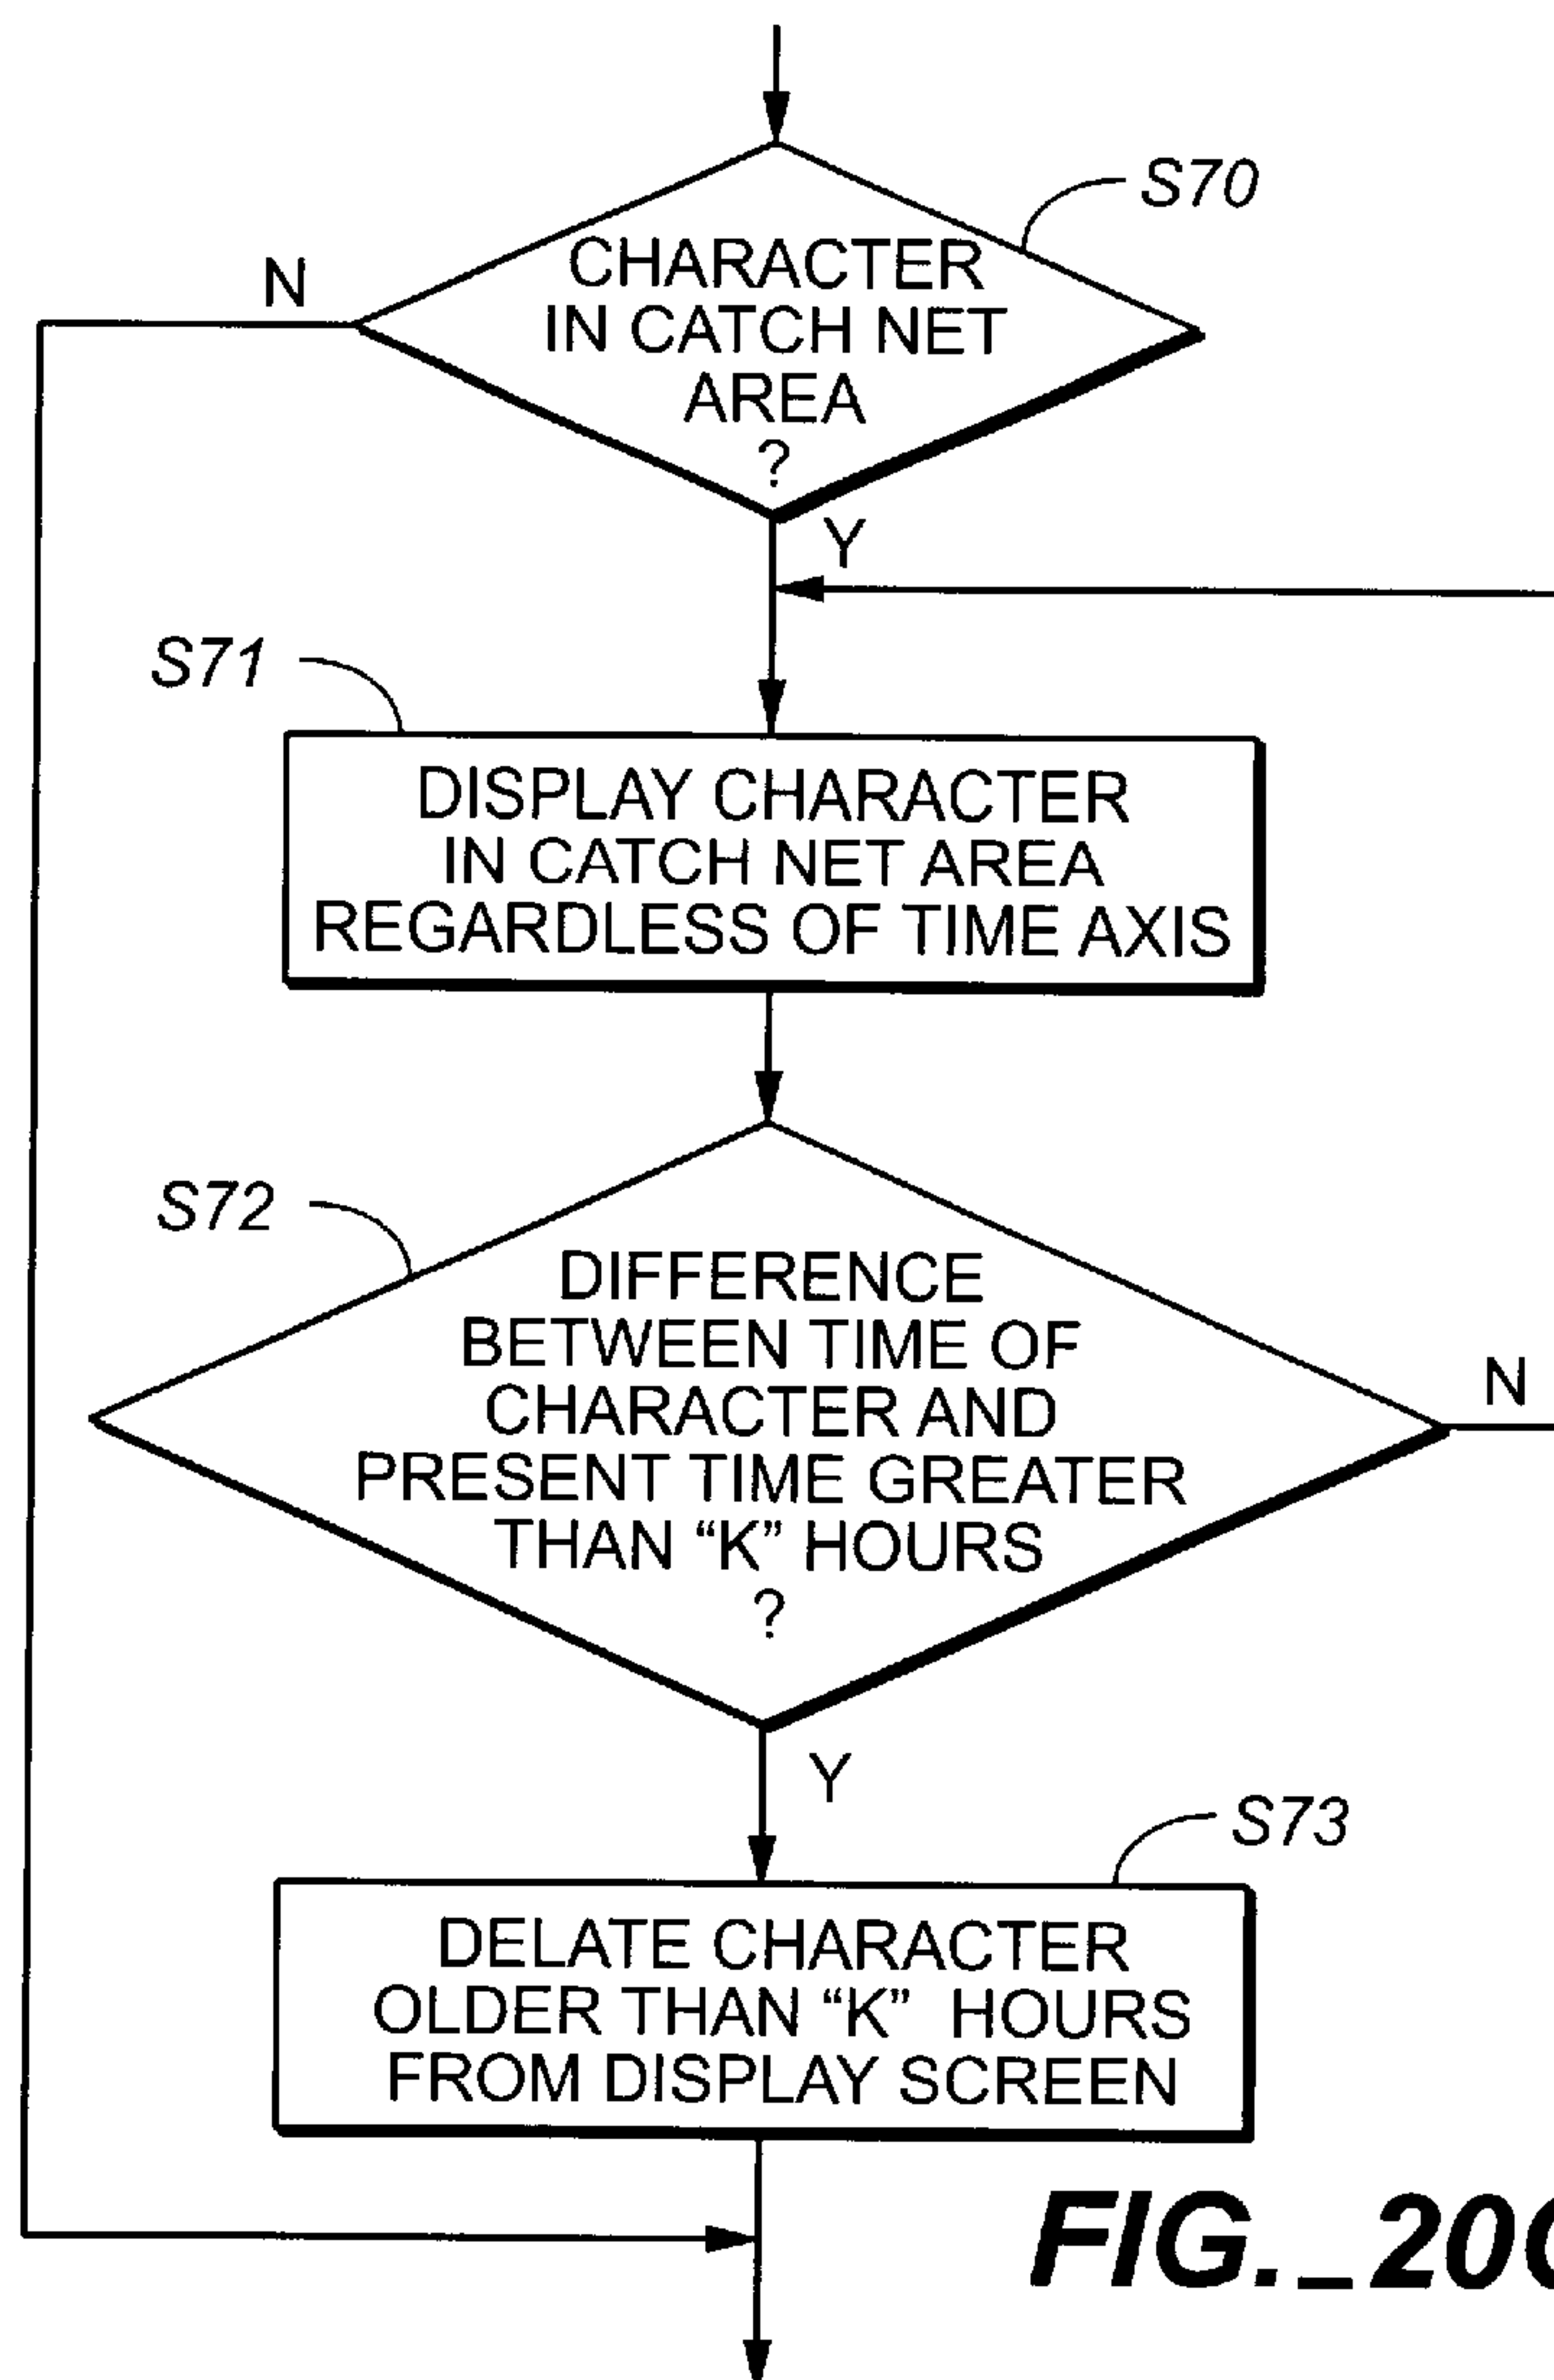 S70
CHARACTER
IN CATCH NET
AREA
?
N
Y
S71
DISPLAY CHARACTER
IN CATCH NET AREA
REGARDLESS OF TIME AXIS
S72
DIFFERENCE
BETWEEN TIME OF
CHARACTER AND
PRESENT TIME GREATER
THAN “K” HOURS
?
N
Y
S73
DELATE CHARACTER
OLDER THAN “K” HOURS
FROM DISPLAY SCREEN
FIG._20